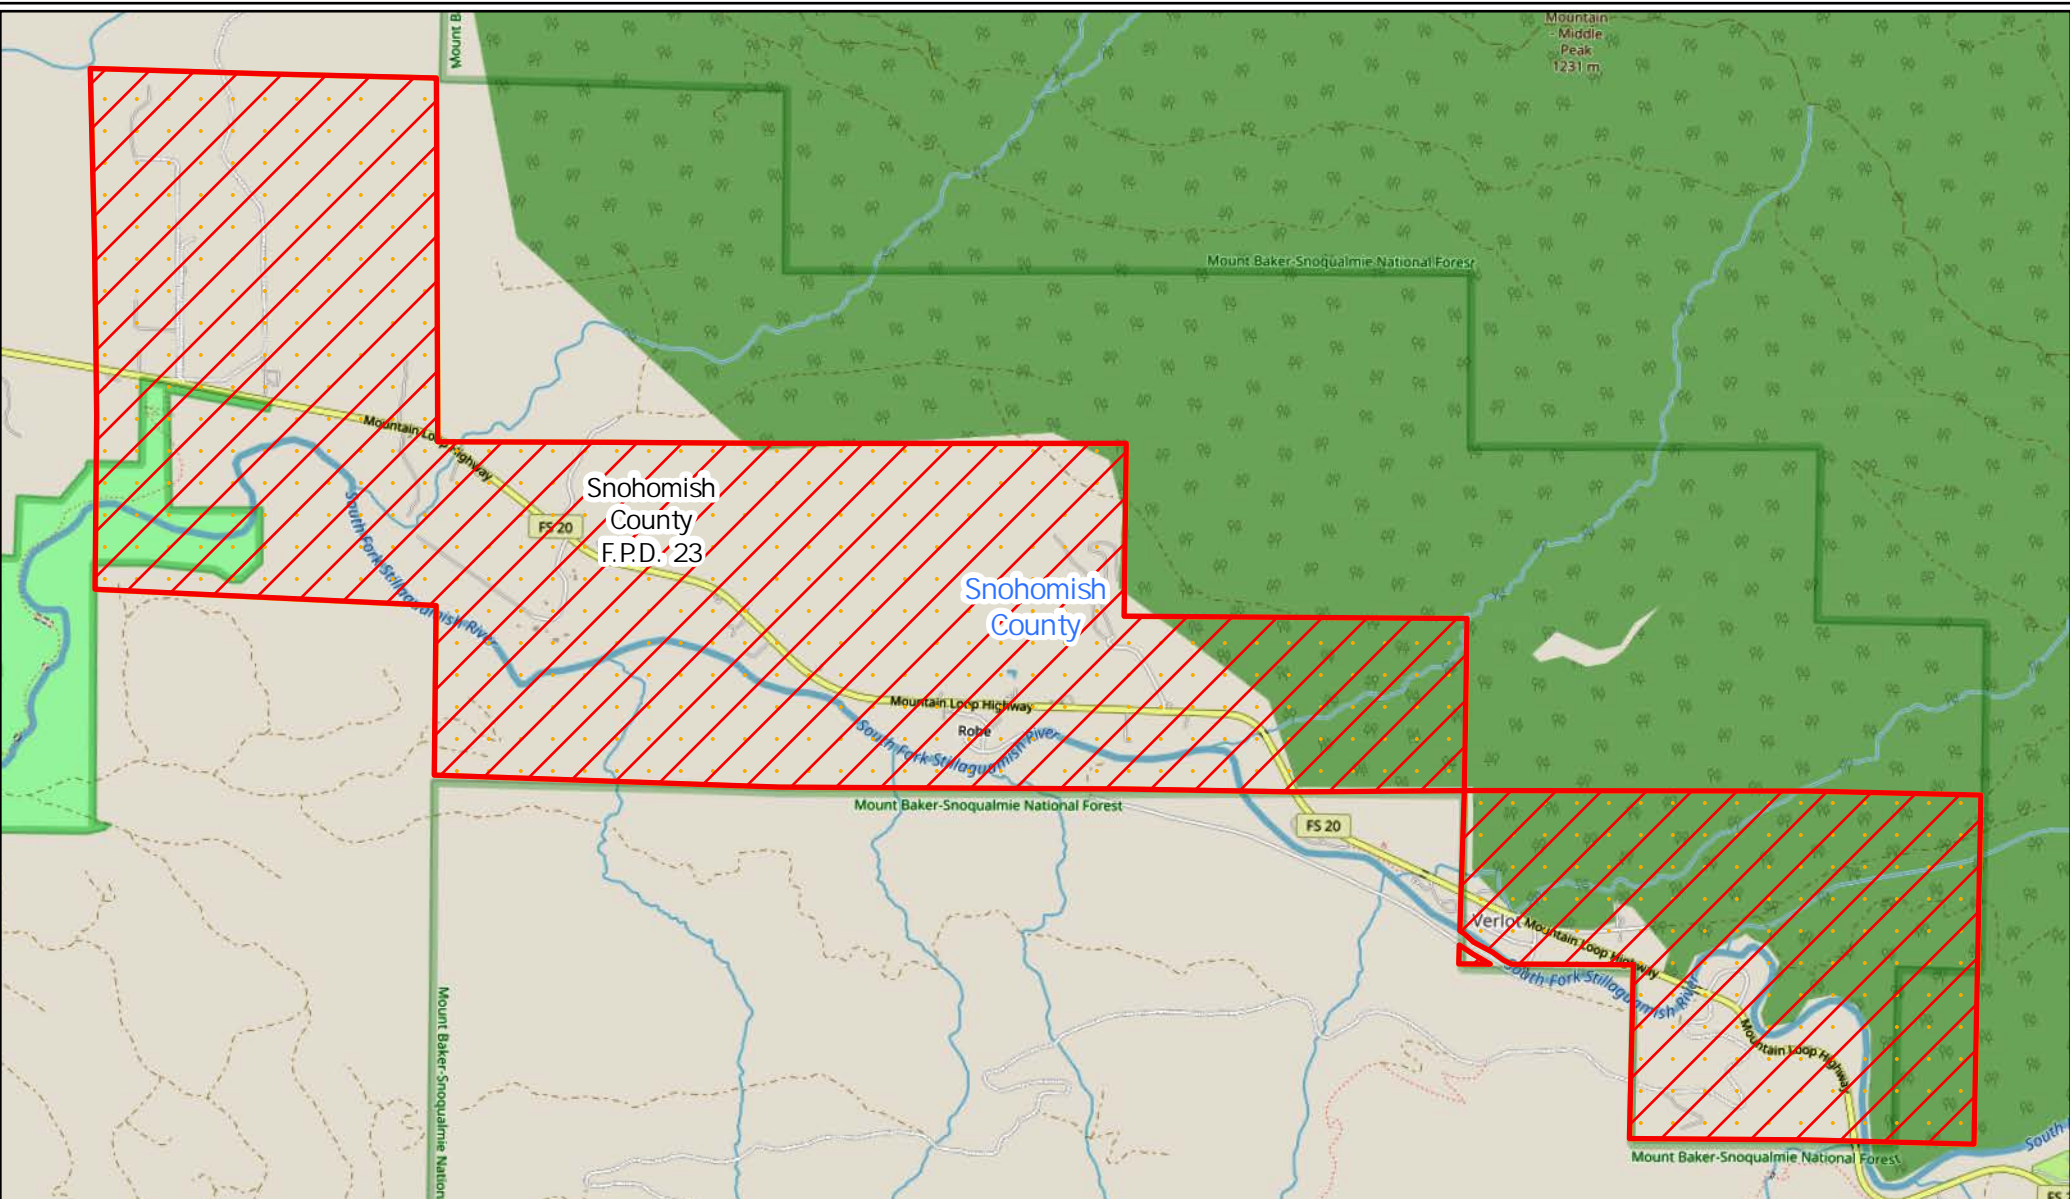 Mount B
Mountain
- Middle
Peak
1231 m
Mount Baker-Snoqualmie National Forest
Mountain Loop Highway
Snohomish
County
F.P.D. 23
FS 20
South Fork Stillaguamish River
Snohomish
County
Mountain Loop Highway
Robe
South Fork Stillaguamish River
Mount Baker-Snoqualmie National Forest
FS 20
Verlot
Mountain Loop Highway
South Fork Stillaguamish River
Mount Baker-Snoqualmie Nation
Mountain Loop Highway
South
Mount Baker-Snoqualmie National Forest
FS